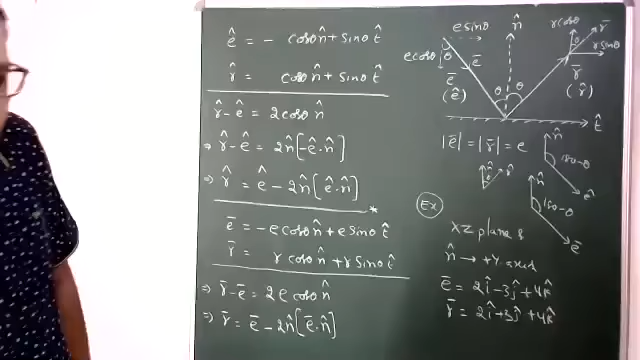 ê = - cosθ n̂ + sinθ t̂
r̂ = cosθ n̂ + sinθ t̂
r̂ - ê = 2cosθ n̂
⇒ r̂ - ê = 2n̂ [-ê·n̂]
⇒ r̂ = ê - 2n̂ [ê·n̂]
*
e̅ = -e cosθ n̂ + e sinθ t̂
r̅ = r cosθ n̂ + r sinθ t̂
⇒ r̅ - e̅ = 2e cosθ n̂
⇒ r̅ = e̅ - 2n̂ [e̅·n̂]
e sinθ
n̂
r cosθ
r̅
e cosθ
θ
e̅
θ
r sinθ
e̅
r̅
(ê)
θ θ
(r̂)
t̂
|e̅| = |r̅| = e
n̂
180-θ
ê
n̂
θ
r̂
n̂
180-θ
e̅
Ex
XZ plane &
n̂ → +Y axis
e̅ = 2î - 3ĵ + 4k̂
r̅ = 2î + 3ĵ + 4k̂